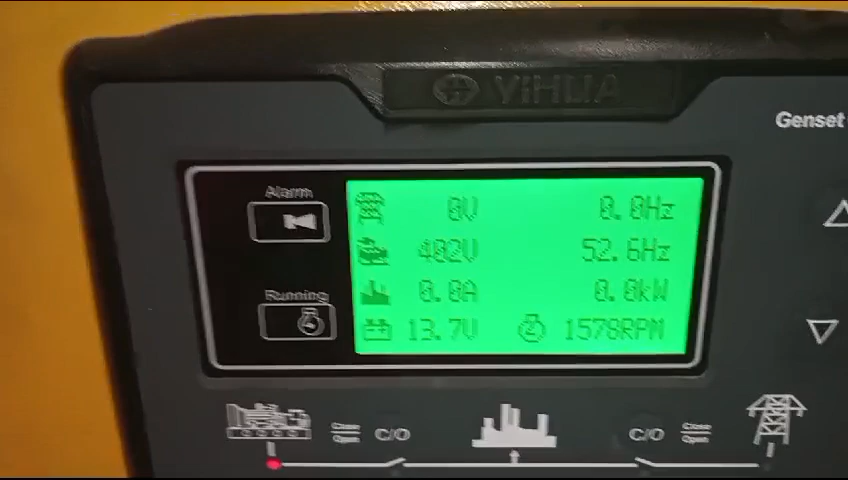 YIHUA
Genset
Alarm
0V 0.0Hz
402V 52.6Hz
0.0A 0.0kW
Running
13.7V 1578RPM
Close
Open
C/O
C/O
Close
Open